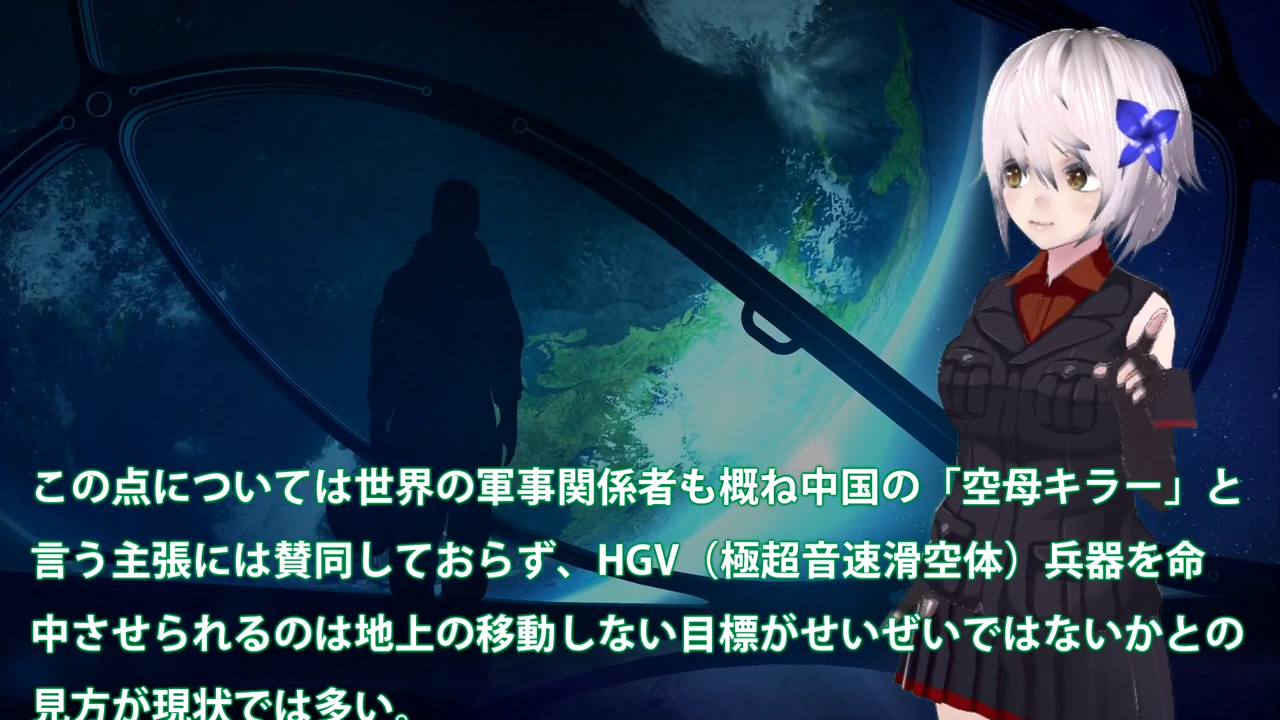 この点については世界の軍事関係者も概ね中国の「空母キラー」と
言う主張には賛同しておらず、HGV（極超音速滑空体）兵器を命
中させられるのは地上の移動しない目標がせいぜいではないかとの
見方が現状では多い。